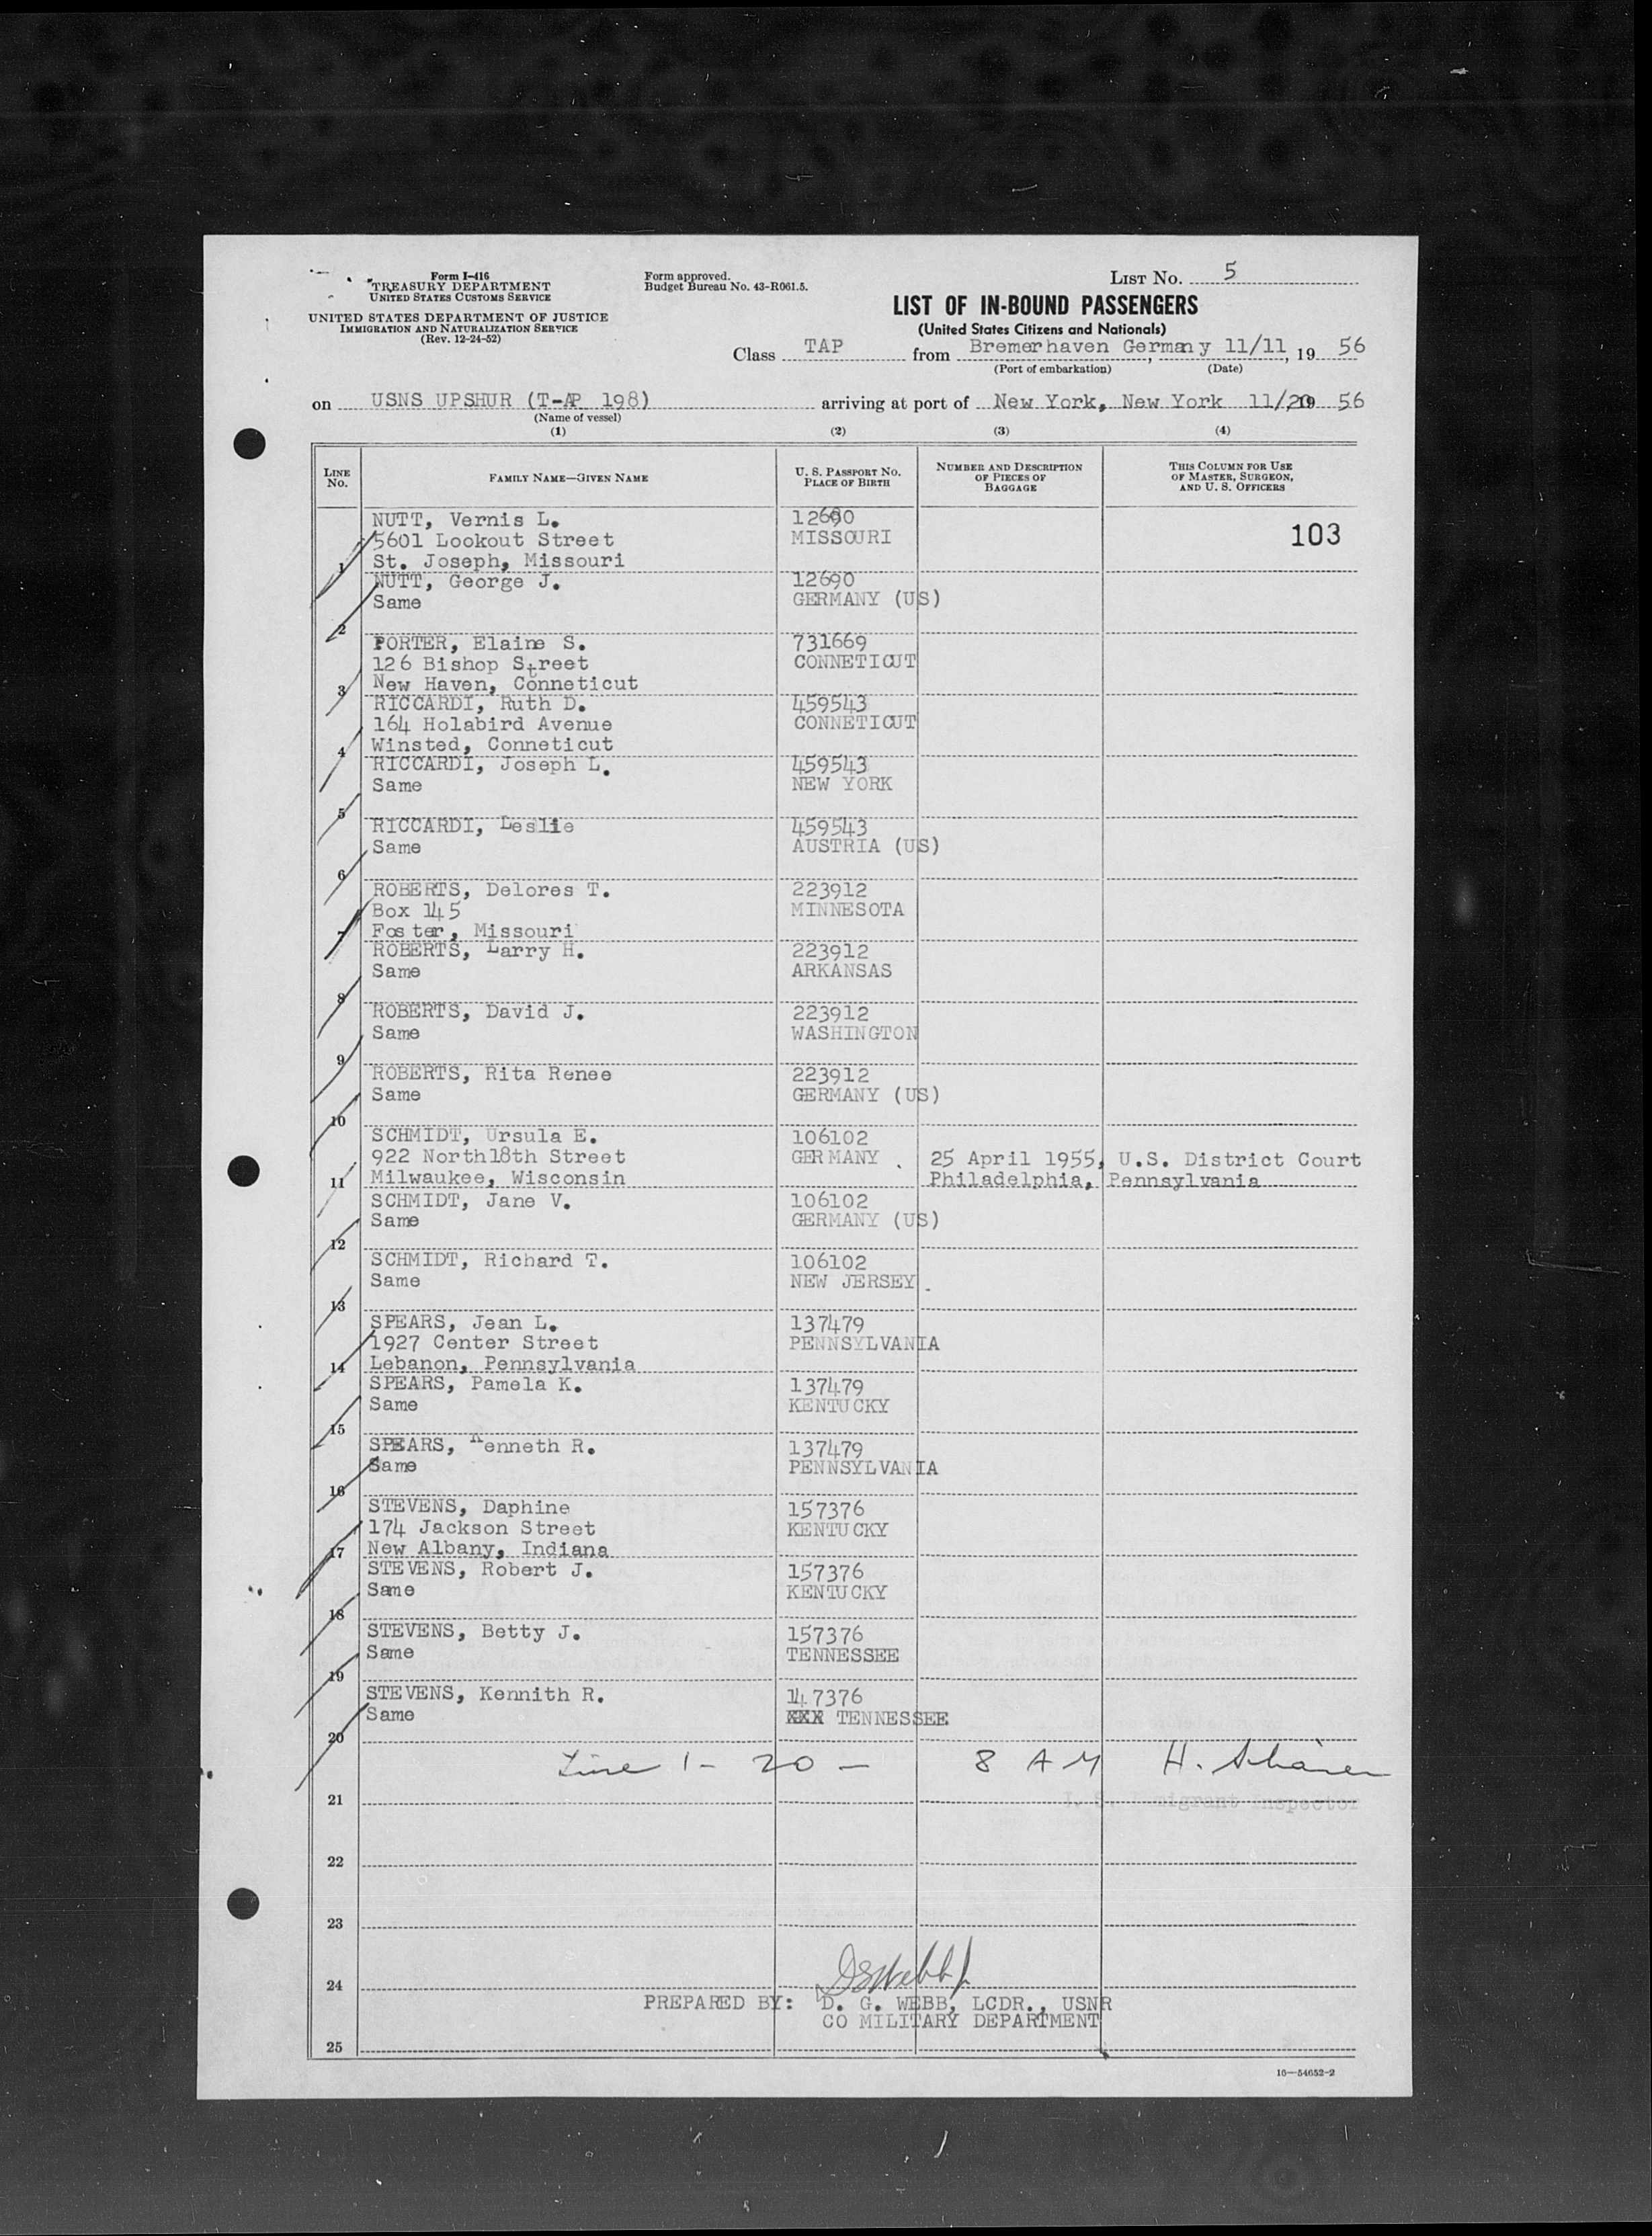 Form I-416
TREASURY DEPARTMENT
UNITED STATES CUSTOMS SERVICE
UNITED STATES DEPARTMENT OF JUSTICE
IMMIGRATION AND NATURALIZATION SERVICE
(Rev. 12-24-52)
Form approved.
Budget Bureau No. 43-R061.5.
LIST No. 5
LIST OF IN-BOUND PASSENGERS
(United States Citizens and Nationals)
Class TAP from Bremerhaven Germany 11/11, 19 56
(Port of embarkation) (Date)
on USNS UPSHUR (T-AP 198) arriving at port of New York, New York 11/20 19 56
(Name of vessel)
(1) (2) (3) (4)
LINE No. FAMILY NAME—GIVEN NAME U. S. PASSPORT No. PLACE OF BIRTH NUMBER AND DESCRIPTION OF PIECES OF BAGGAGE THIS COLUMN FOR USE OF MASTER, SURGEON, AND U. S. OFFICERS
NUTT, Vernis L. 12690
5601 Lookout Street MISSOURI 103
1 St. Joseph, Missouri
NUTT, George J. 12690
Same GERMANY (US)
2
PORTER, Elaine S. 731669
126 Bishop Street CONNETICUT
3 New Haven, Conneticut
RICCARDI, Ruth D. 459543
164 Holabird Avenue CONNETICUT
4 Winsted, Conneticut
RICCARDI, Joseph L. 459543
Same NEW YORK
5
RICCARDI, Leslie 459543
Same AUSTRIA (US)
6
ROBERTS, Delores T. 223912
Box 145 MINNESOTA
7 Foster, Missouri
ROBERTS, Larry H. 223912
Same ARKANSAS
8
ROBERTS, David J. 223912
Same WASHINGTON
9
ROBERTS, Rita Renee 223912
Same GERMANY (US)
10
SCHMIDT, Ursula E. 106102
922 North18th Street GERMANY 25 April 1955, U.S. District Court
11 Milwaukee, Wisconsin Philadelphia, Pennsylvania
SCHMIDT, Jane V. 106102
Same GERMANY (US)
12
SCHMIDT, Richard T. 106102
Same NEW JERSEY
13
SPEARS, Jean L. 137479
1927 Center Street PENNSYLVANIA
14 Lebanon, Pennsylvania
SPEARS, Pamela K. 137479
Same KENTUCKY
15
SPEARS, Kenneth R. 137479
Same PENNSYLVANIA
16
STEVENS, Daphine 157376
174 Jackson Street KENTUCKY
17 New Albany, Indiana
STEVENS, Robert J. 157376
Same KENTUCKY
18
STEVENS, Betty J. 157376
Same TENNESSEE
19
STEVENS, Kennith R. 147376
Same XXX TENNESSEE
20
Line 1 - 20 — 8 AM H.
21 Immigrant Inspector
22
23
24
PREPARED BY: D. G. WEBB, LCDR., USNR
CO MILITARY DEPARTMENT
25
16—54652-2